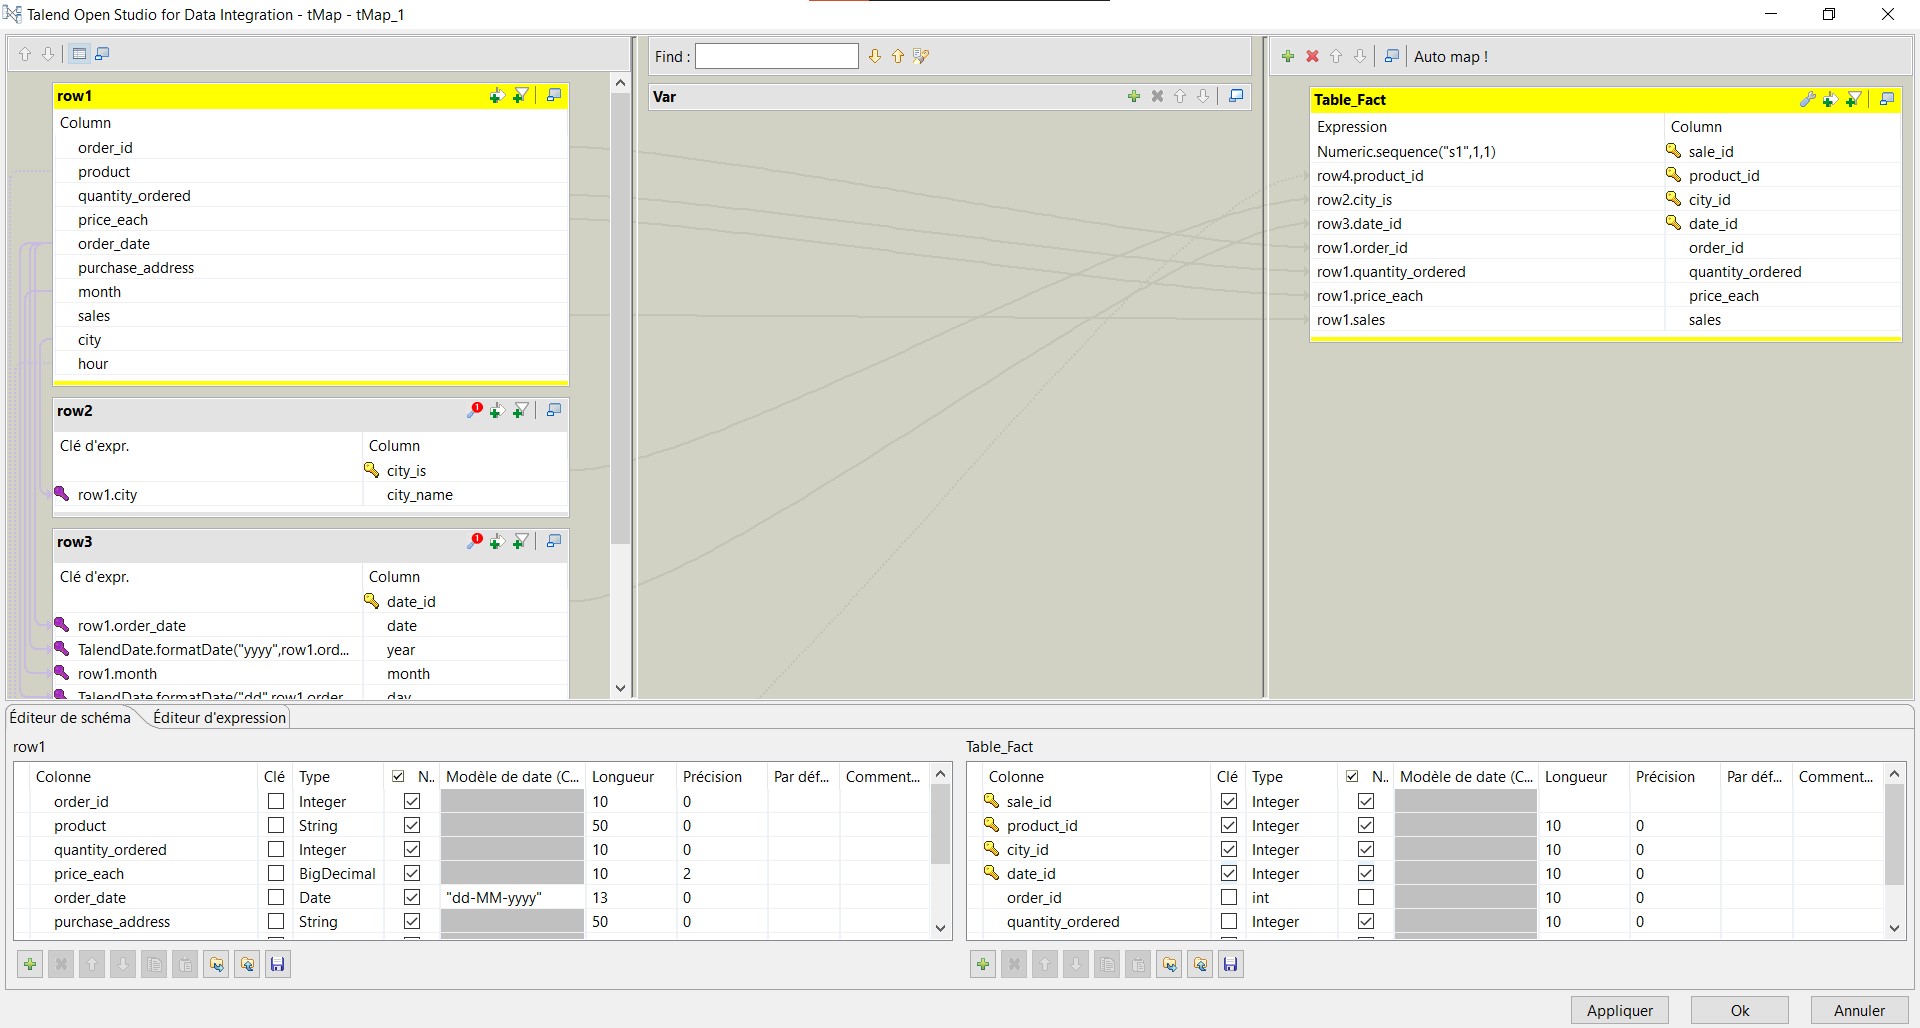 Talend Open Studio for Data Integration - tMap - tMap_1
Find :
Auto map !
row1
Column
order_id
product
quantity_ordered
price_each
order_date
purchase_address
month
sales
city
hour
row2
Clé d'expr. Column
city_is
row1.city city_name
row3
Clé d'expr. Column
date_id
row1.order_date date
TalendDate.formatDate("yyyy",row1.ord... year
row1.month month
TalendDate.formatDate("dd",row1.order day
Var
Table_Fact
Expression Column
Numeric.sequence("s1",1,1) sale_id
row4.product_id product_id
row2.city_is city_id
row3.date_id date_id
row1.order_id order_id
row1.quantity_ordered quantity_ordered
row1.price_each price_each
row1.sales sales
Éditeur de schéma Éditeur d'expression
row1
Colonne Clé Type N.. Modèle de date (C... Longueur Précision Par déf... Comment...
order_id Integer 10 0
product String 50 0
quantity_ordered Integer 10 0
price_each BigDecimal 10 2
order_date Date "dd-MM-yyyy" 13 0
purchase_address String 50 0
Table_Fact
Colonne Clé Type N.. Modèle de date (C... Longueur Précision Par déf... Comment...
sale_id Integer
product_id Integer 10 0
city_id Integer 10 0
date_id Integer 10 0
order_id int 10 0
quantity_ordered Integer 10 0
Appliquer Ok Annuler